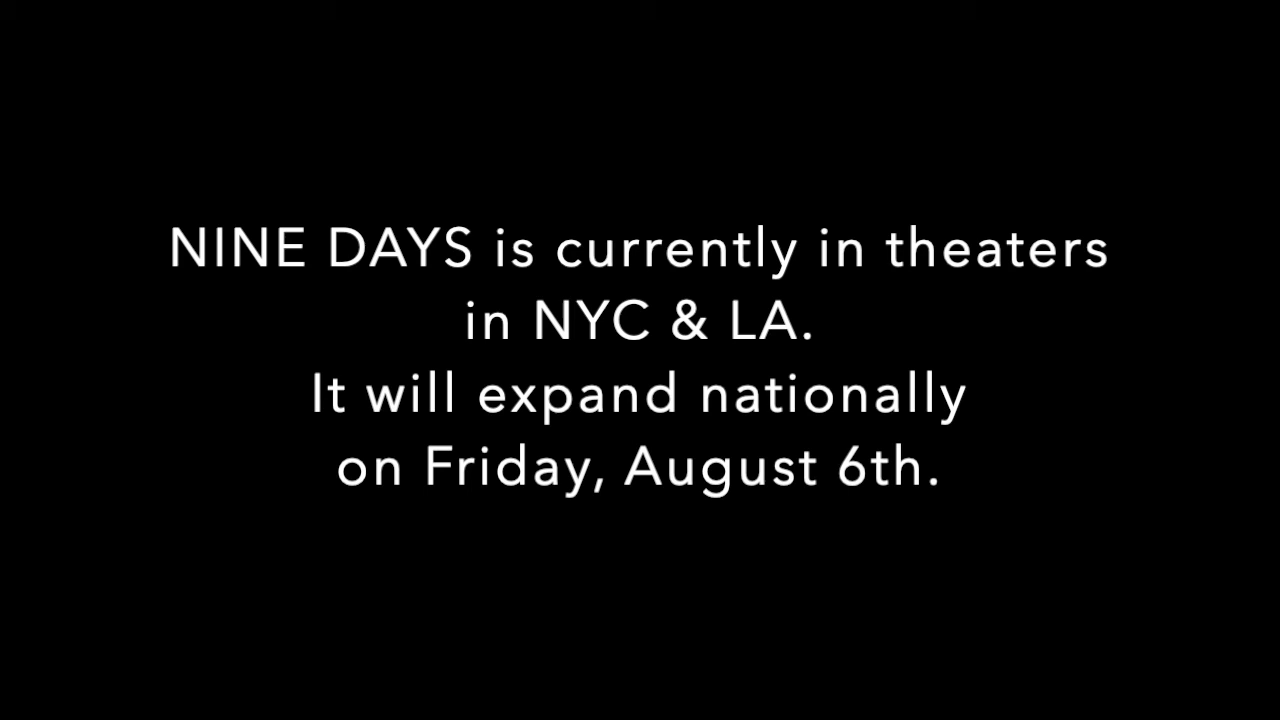 NINE DAYS is currently in theaters
in NYC & LA.
It will expand nationally
on Friday, August 6th.